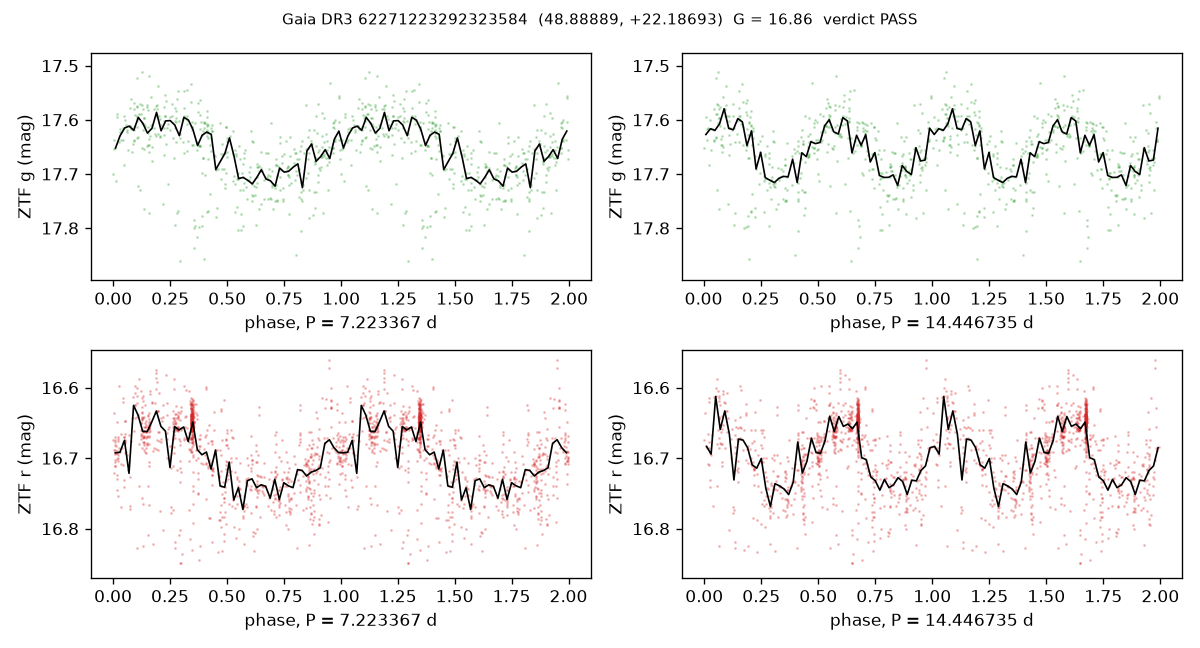 Gaia DR3 62271223292323584 (48.88889, +22.18693) G = 16.86 verdict PASS
ZTF g (mag)
17.5
17.6
17.7
17.8
0.00 0.25 0.50 0.75 1.00 1.25 1.50 1.75 2.00
phase, P = 7.223367 d
ZTF g (mag)
17.5
17.6
17.7
17.8
0.00 0.25 0.50 0.75 1.00 1.25 1.50 1.75 2.00
phase, P = 14.446735 d
ZTF r (mag)
16.6
16.7
16.8
0.00 0.25 0.50 0.75 1.00 1.25 1.50 1.75 2.00
phase, P = 7.223367 d
ZTF r (mag)
16.6
16.7
16.8
0.00 0.25 0.50 0.75 1.00 1.25 1.50 1.75 2.00
phase, P = 14.446735 d